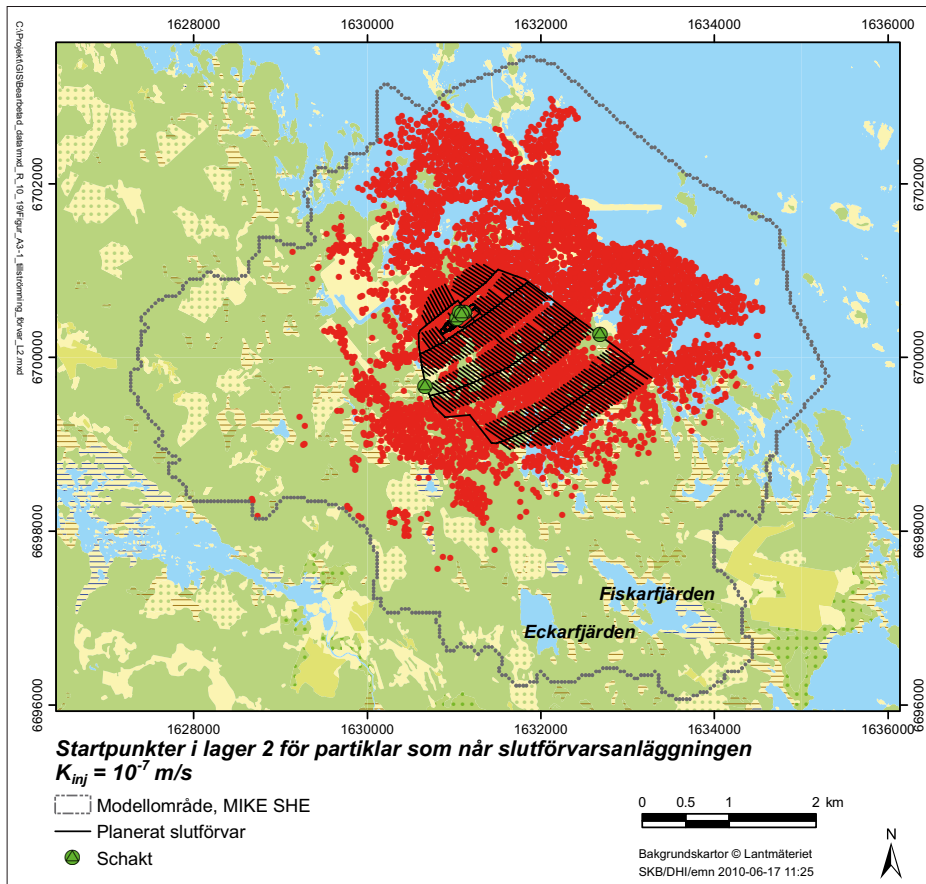 1628000 1630000 1632000 1634000 1636000
C:\Projekt\GIS\Bearbetad_data\mxd_R_10_19\Figur_A3-1_tillströmning_förvar_L2.mxd
6702000 6702000
6700000 6700000
6698000 6698000
Fiskarfjärden
Eckarfjärden
6696000 6696000
1628000 1630000 1632000 1634000 1636000
Startpunkter i lager 2 för partiklar som når slutförvarsanläggningen
K_inj = 10^-7 m/s
Modellområde, MIKE SHE
Planerat slutförvar
Schakt
0 0.5 1 2 km
Bakgrundskartor © Lantmäteriet
SKB/DHI/emn 2010-06-17 11:25
N